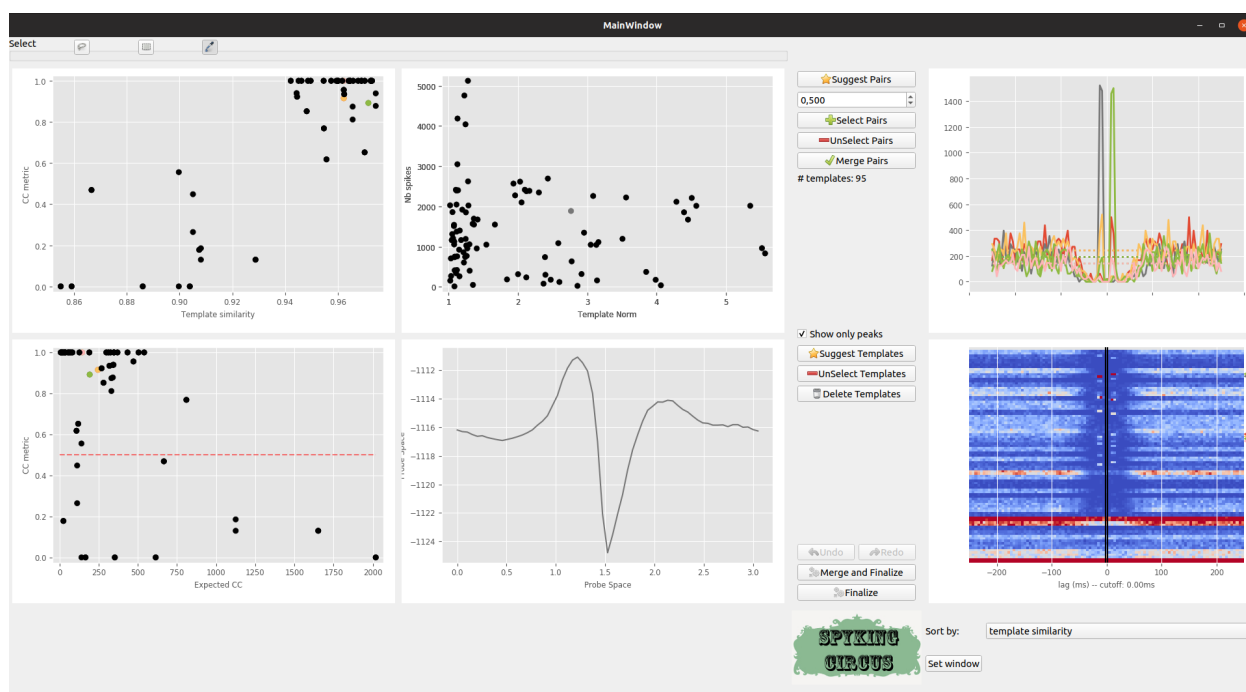 MainWindow
Select
1.0
0.8
0.6
0.4
0.2
0.0
CC metric
0.86 0.88 0.90 0.92 0.94 0.96
Template similarity
5000
4000
3000
2000
1000
0
Nb spikes
1 2 3 4 5
Template Norm
Suggest Pairs
0,500
Select Pairs
UnSelect Pairs
Merge Pairs
# templates: 95
1400
1200
1000
800
600
400
200
0
1.0
0.8
0.6
0.4
0.2
0.0
CC metric
0 250 500 750 1000 1250 1500 1750 2000
Expected CC
−1112
−1114
−1116
−1118
−1120
−1122
−1124
Probe Space
0.0 0.5 1.0 1.5 2.0 2.5 3.0
Probe Space
Show only peaks
Suggest Templates
UnSelect Templates
Delete Templates
Undo Redo
Merge and Finalize
Finalize
−200 −100 0 100 200
lag (ms) -- cutoff: 0.00ms
SPYKING
CIRCUS
Sort by: template similarity
Set window